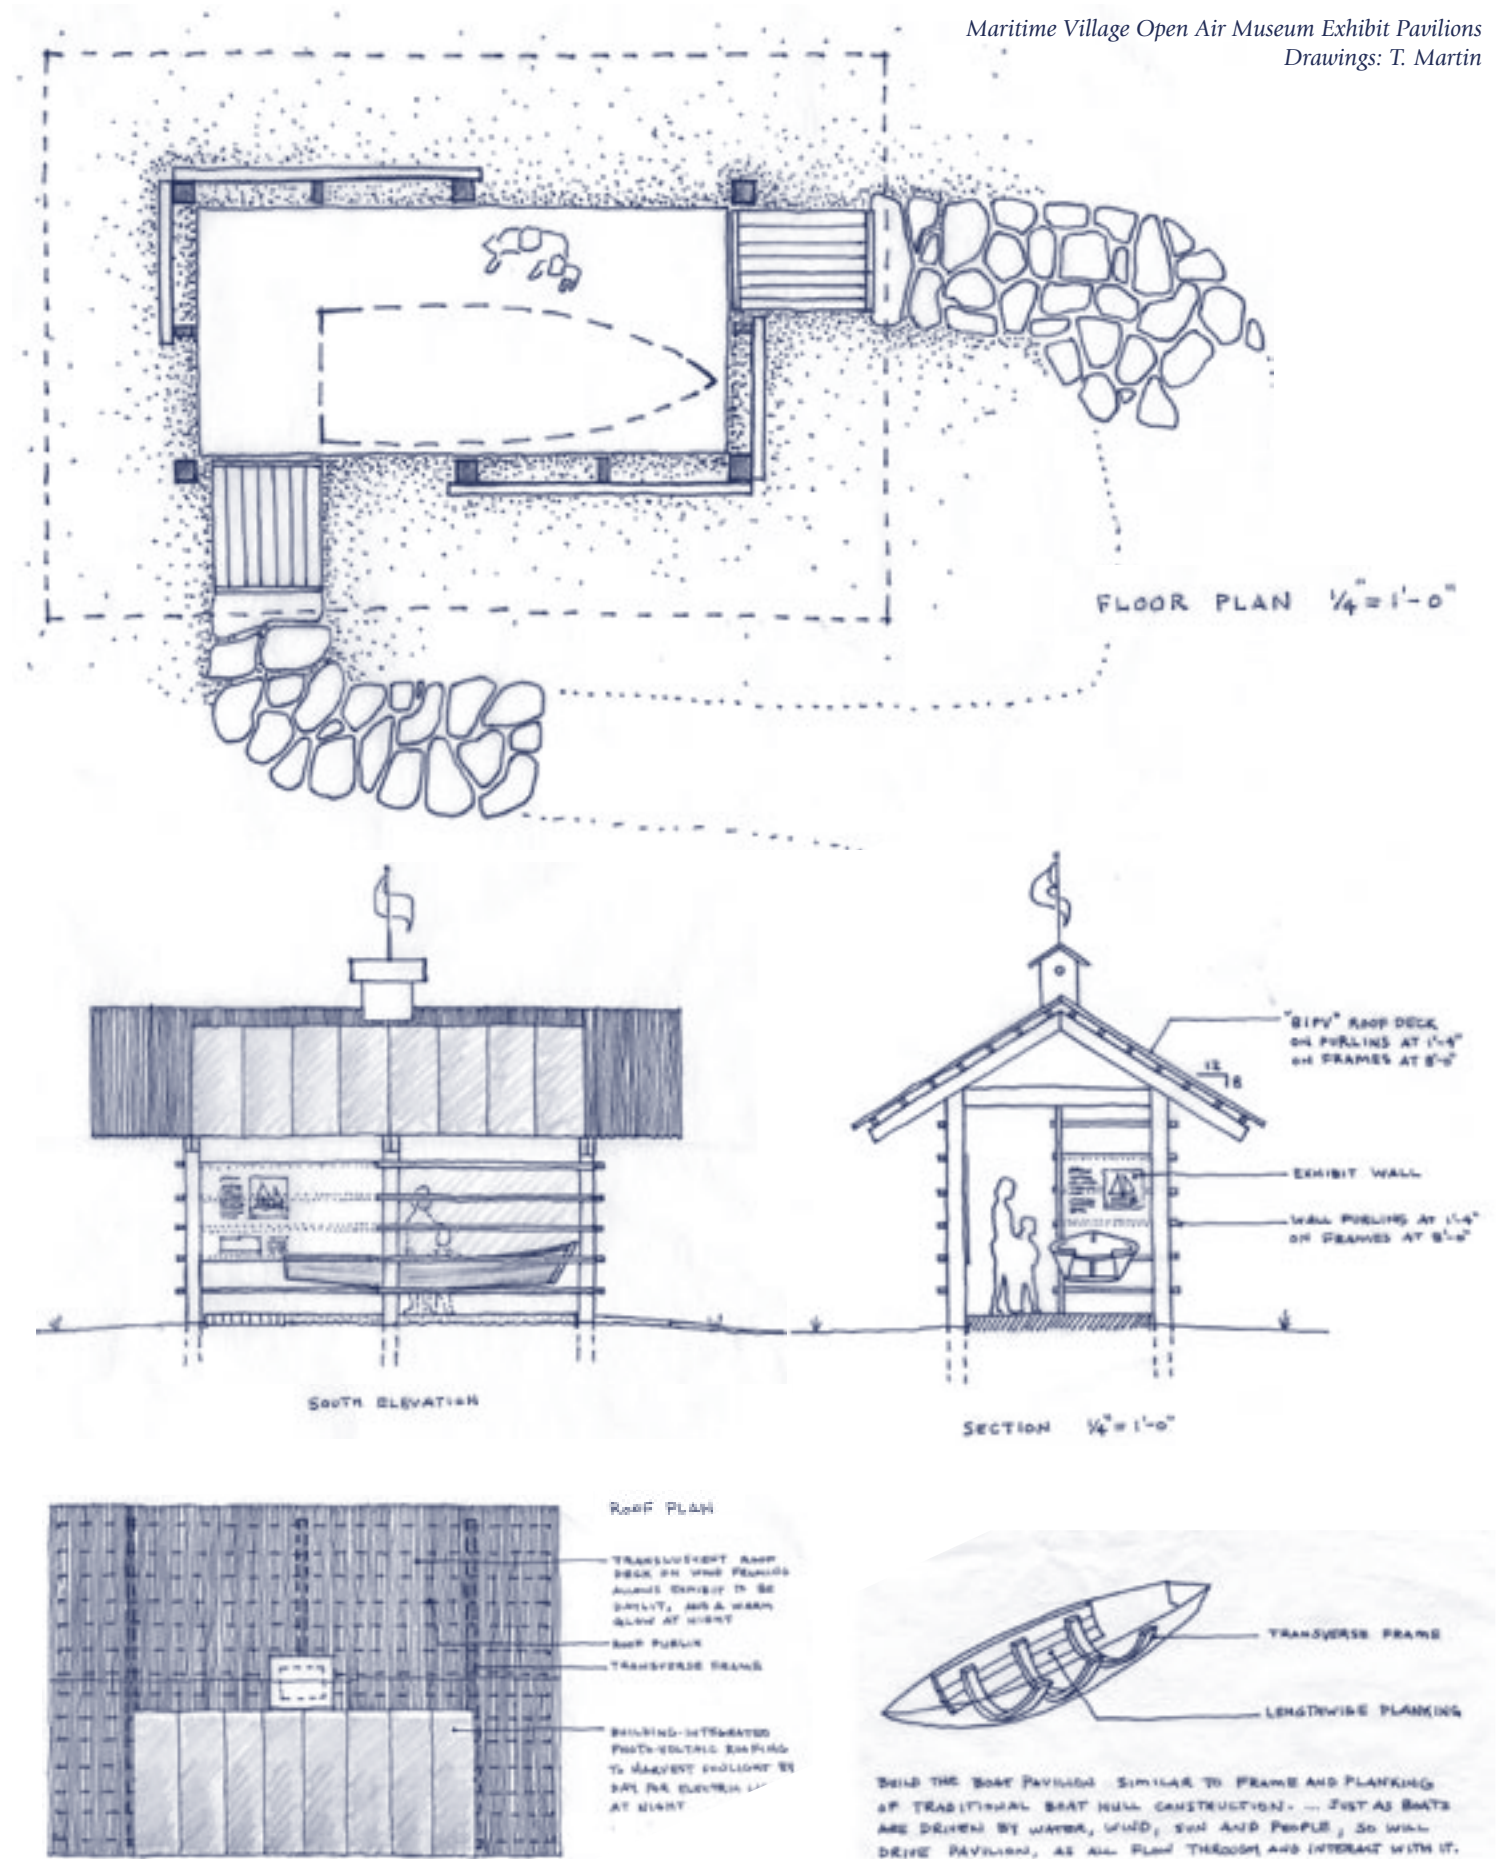 Maritime Village Open Air Museum Exhibit Pavilions
Drawings: T. Martin
FLOOR PLAN 1/4" = 1'-0"
SOUTH ELEVATION
"BIPV" ROOF DECK
ON PURLINS AT 1'-4"
ON FRAMES AT 8'-0"
12
8
EXHIBIT WALL
WALL PURLINS AT 1'-4"
ON FRAMES AT 8'-0"
SECTION 1/4" = 1'-0"
ROOF PLAN
TRANSLUSCENT ROOF
DECK ON WOOD FRAMING
ALLOWS EXHIBIT TO BE
DAYLIT, AND A WARM
GLOW AT NIGHT
ROOF PURLIN
TRANSVERSE FRAME
BUILDING-INTEGRATED
PHOTO-VOLTAIC ROOFING
TO HARVEST SUNLIGHT BY
DAY FOR ELECTRIC
AT NIGHT
TRANSVERSE FRAME
LENGTHWISE PLANKING
BUILD THE BOAT PAVILION SIMILAR TO FRAME AND PLANKING
OF TRADITIONAL BOAT HULL CONSTRUCTION. ... JUST AS BOATS
ARE DRIVEN BY WATER, WIND, SUN AND PEOPLE, SO WILL
DRIVE PAVILION, AS ALL FLOW THROUGH AND INTERACT WITH IT.